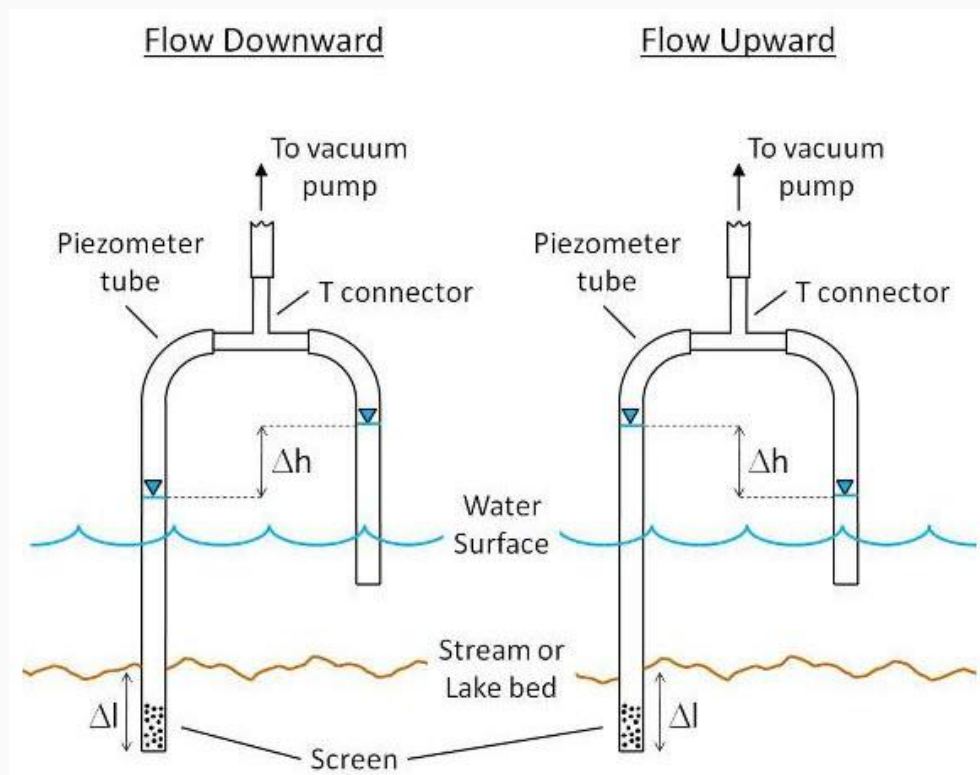 Flow Downward
Flow Upward
To vacuum
pump
To vacuum
pump
Piezometer
tube
T connector
Piezometer
tube
T connector
Δh
Δh
Water
Surface
Stream or
Lake bed
Δl
Δl
Screen